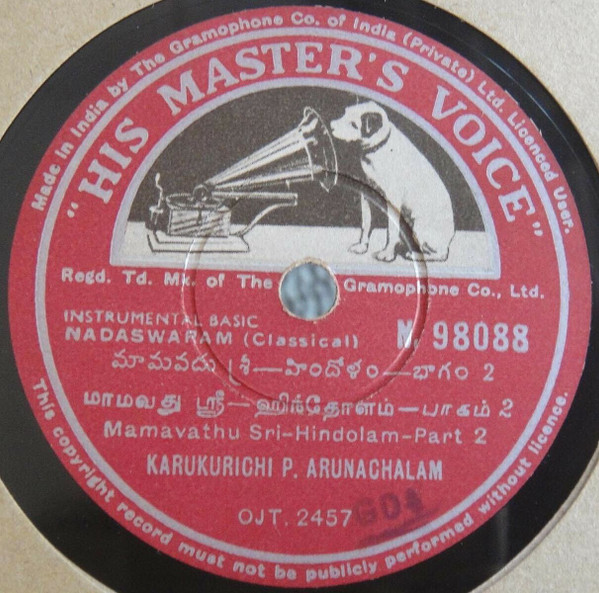 Made in India by The Gramophone Co. of India (Private) Ltd. Licenced User.
"HIS MASTER'S VOICE"
Regd. Td. Mk. of The Gramophone Co., Ltd.
INSTRUMENTAL BASIC
NADASWARAM (Classical) N 98088
మామవదు శ్రీ—హిందోళం—భాగం 2
மாமவது ஸ்ரீ—ஹிந்தோளம்—பாகம் 2
Mamavathu Sri-Hindolam-Part 2
KARUKURICHI P. ARUNACHALAM
OJT. 2457
This copyright record must not be publicly performed without licence.